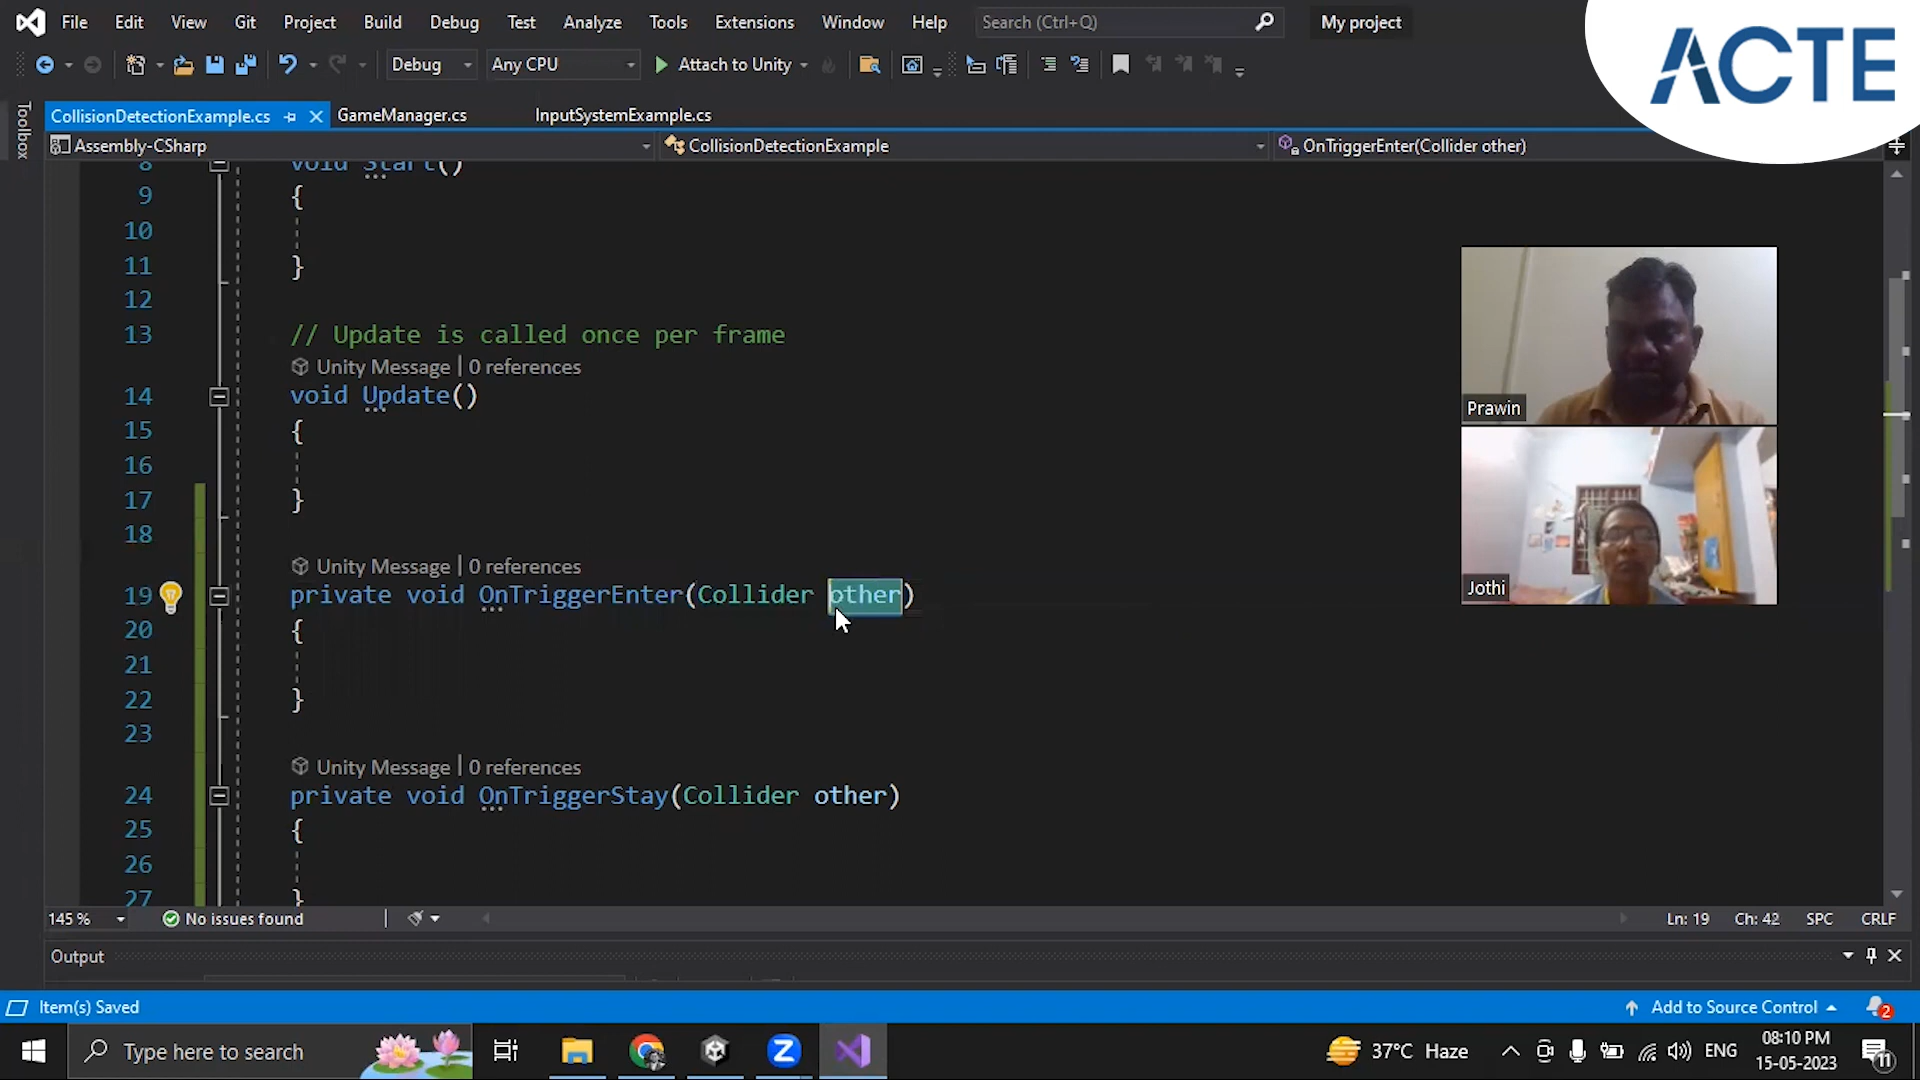 File Edit View Git Project Build Debug Test Analyze Tools Extensions Window Help Search (Ctrl+Q) My project
ACTE
Debug Any CPU Attach to Unity
Toolbox
CollisionDetectionExample.cs GameManager.cs InputSystemExample.cs
Assembly-CSharp CollisionDetectionExample OnTriggerEnter(Collider other)
8 void Start()
9 {
10
11 }
12
13 // Update is called once per frame
Unity Message | 0 references
14 void Update()
15 {
16
17 }
18
Unity Message | 0 references
19 private void OnTriggerEnter(Collider other)
20 {
21
22 }
23
Unity Message | 0 references
24 private void OnTriggerStay(Collider other)
25 {
26
27 }
Prawin
Jothi
145 % No issues found Ln: 19 Ch: 42 SPC CRLF
Output
Item(s) Saved Add to Source Control 2
Type here to search 37°C Haze ENG 08:10 PM 15-05-2023 11